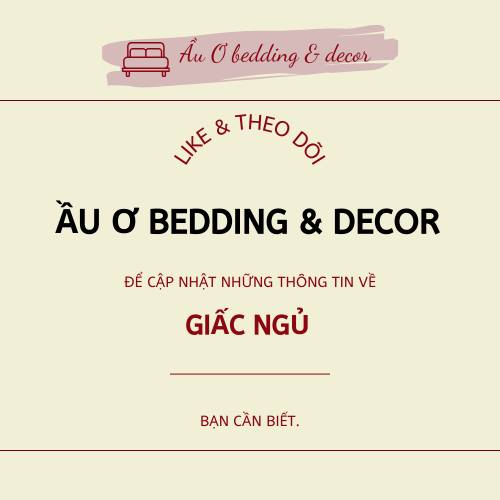 Ầu Ơ bedding & decor
LIKE & THEO DÕI
ẦU Ơ BEDDING & DECOR
ĐỂ CẬP NHẬT NHỮNG THÔNG TIN VỀ
GIẤC NGỦ
BẠN CẦN BIẾT.